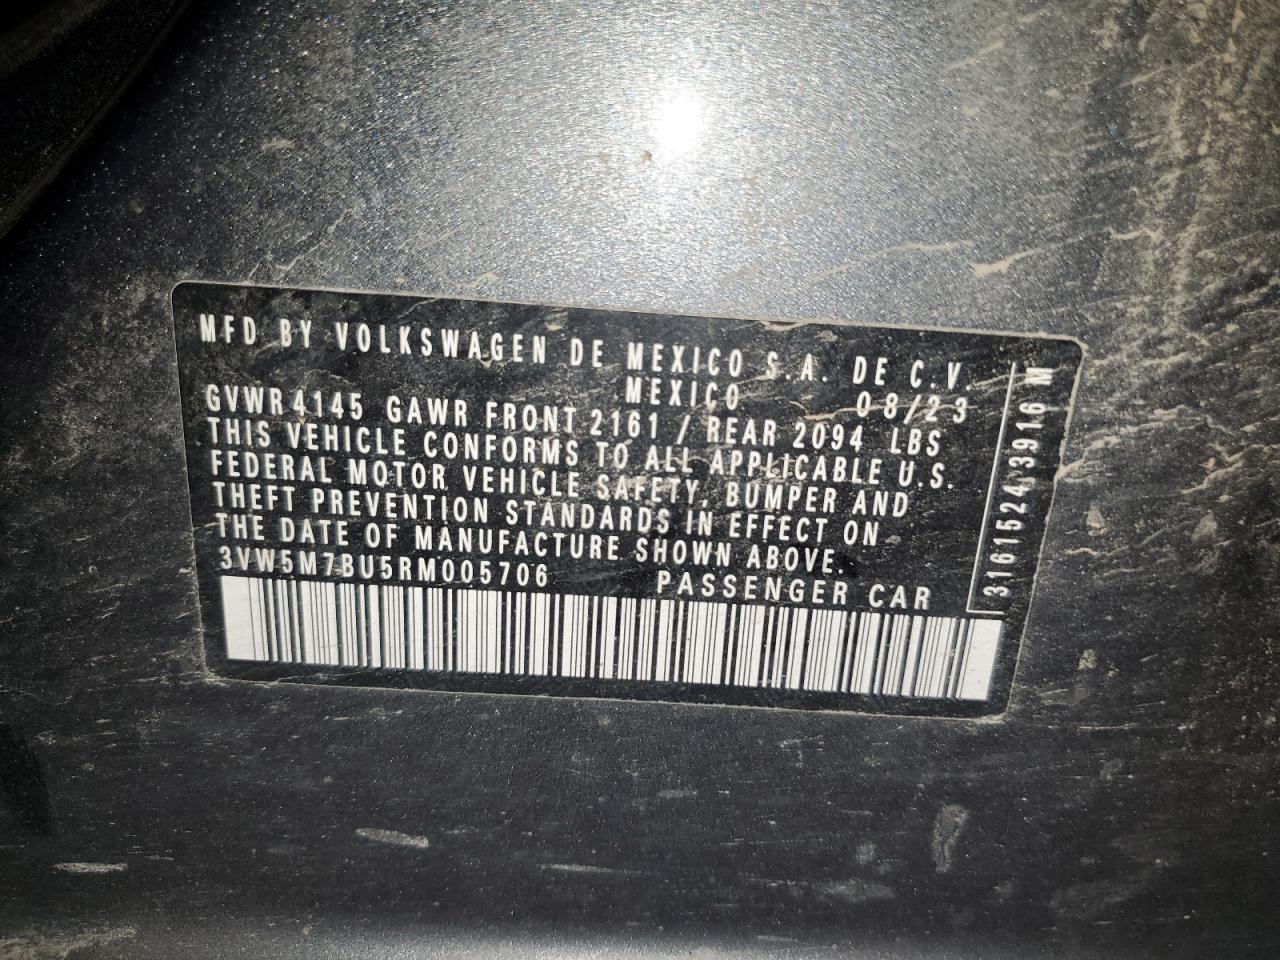 MFD BY VOLKSWAGEN DE MEXICO S.A. DE C.V.
MEXICO 08/23
GVWR 4145 GAWR FRONT 2161 / REAR 2094 LBS
THIS VEHICLE CONFORMS TO ALL APPLICABLE U.S.
FEDERAL MOTOR VEHICLE SAFETY, BUMPER AND
THEFT PREVENTION STANDARDS IN EFFECT ON
THE DATE OF MANUFACTURE SHOWN ABOVE.
3VW5M7BU5RM005706 PASSENGER CAR
316152433916 M